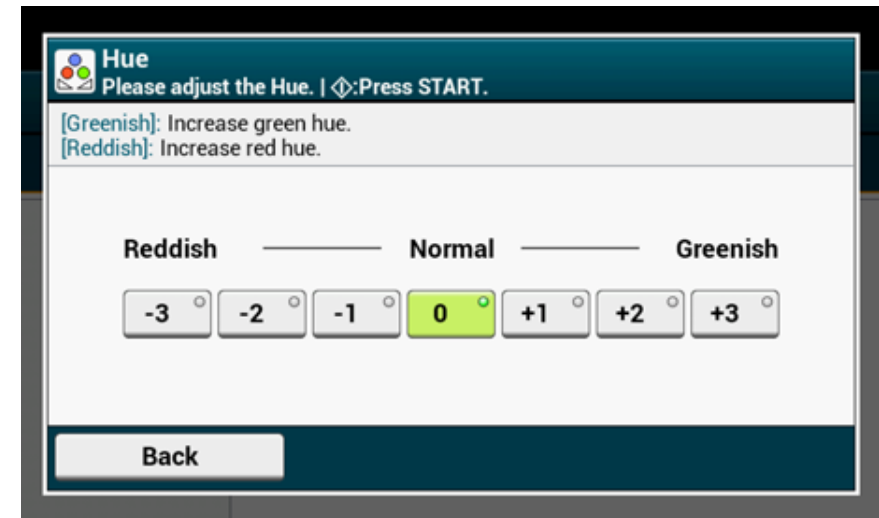 Hue
Please adjust the Hue. | :Press START.
[Greenish]: Increase green hue.
[Reddish]: Increase red hue.
Reddish Normal Greenish
-3 -2 -1 0 +1 +2 +3
Back